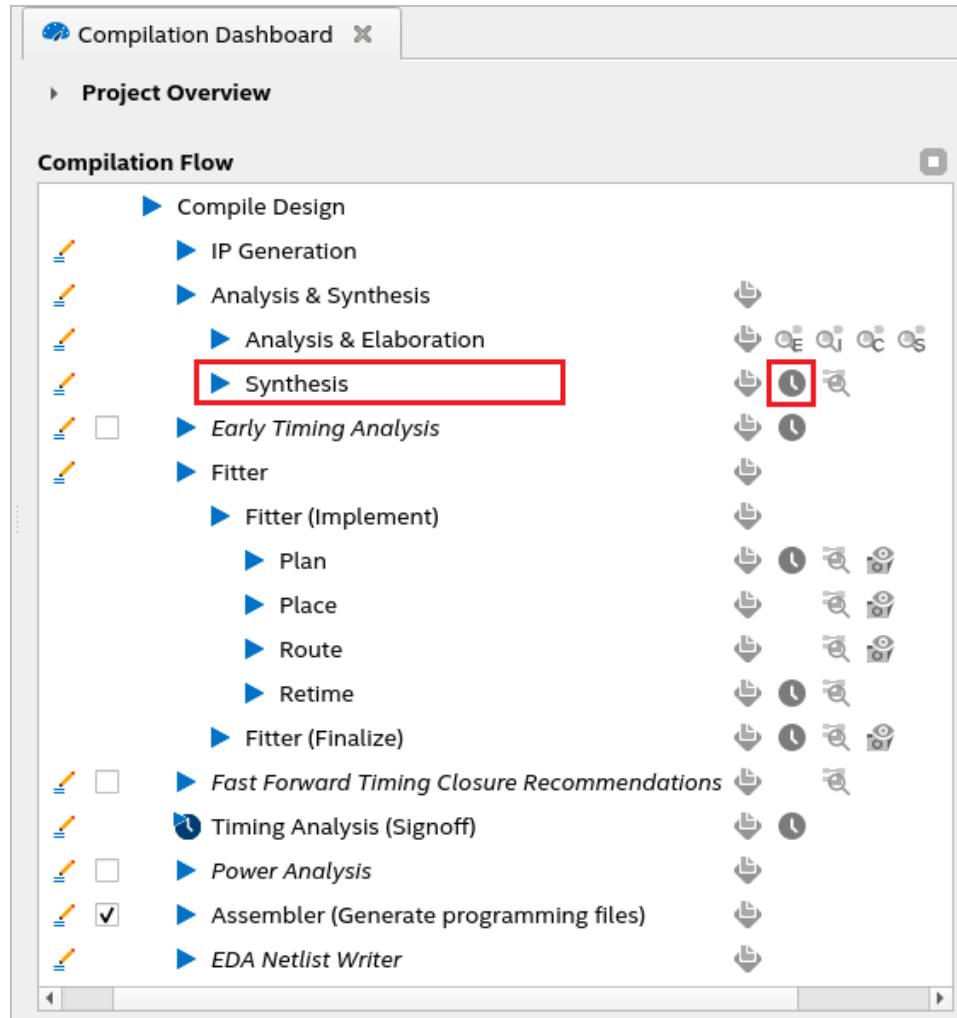 Compilation Dashboard
Project Overview
Compilation Flow
Compile Design
IP Generation
Analysis & Synthesis
Analysis & Elaboration E I C S
Synthesis
Early Timing Analysis
Fitter
Fitter (Implement)
Plan
Place
Route
Retime
Fitter (Finalize)
Fast Forward Timing Closure Recommendations
Timing Analysis (Signoff)
Power Analysis
Assembler (Generate programming files)
EDA Netlist Writer